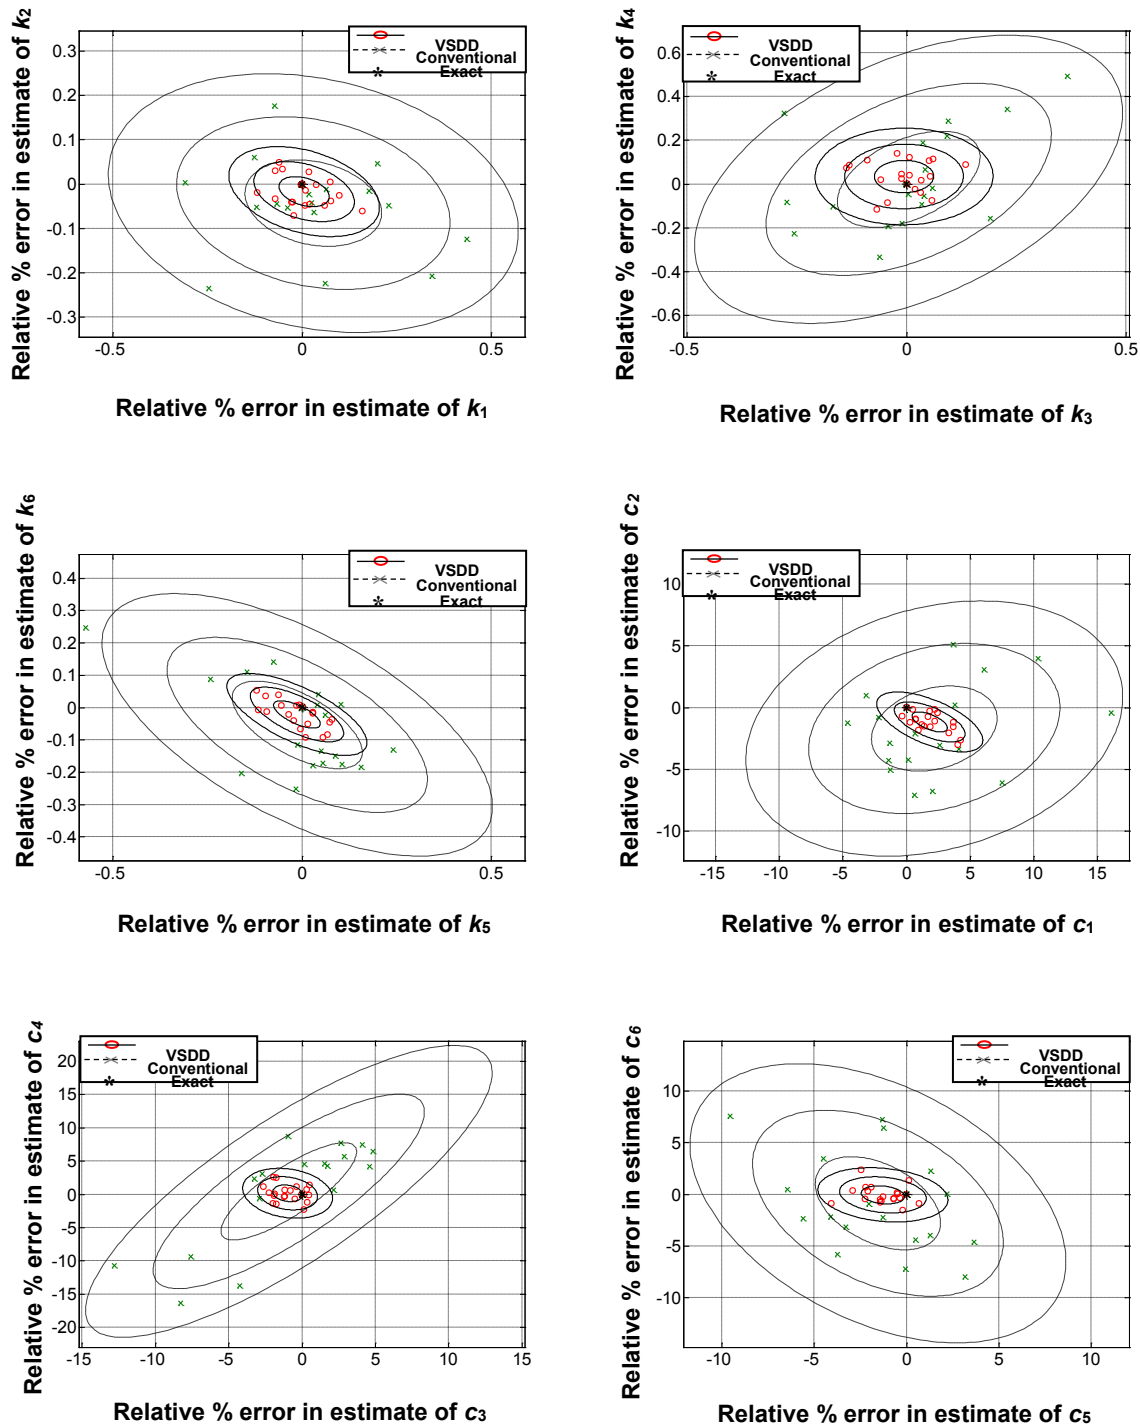 Relative % error in estimate of k2
0.3
0.2
0.1
0
-0.1
-0.2
-0.3
-0.5 0 0.5
VSDD
Conventional
Exact
Relative % error in estimate of k1
Relative % error in estimate of k4
0.6
0.4
0.2
0
-0.2
-0.4
-0.6
-0.5 0 0.5
VSDD
Conventional
Exact
Relative % error in estimate of k3
Relative % error in estimate of k6
0.4
0.3
0.2
0.1
0
-0.1
-0.2
-0.3
-0.4
-0.5 0 0.5
VSDD
Conventional
Exact
Relative % error in estimate of k5
Relative % error in estimate of c2
10
5
0
-5
-10
-15 -10 -5 0 5 10 15
VSDD
Conventional
Exact
Relative % error in estimate of c1
Relative % error in estimate of c4
20
15
10
5
0
-5
-10
-15
-20
-15 -10 -5 0 5 10 15
VSDD
Conventional
Exact
Relative % error in estimate of c3
Relative % error in estimate of c6
10
5
0
-5
-10
-10 -5 0 5 10
VSDD
Conventional
Exact
Relative % error in estimate of c5